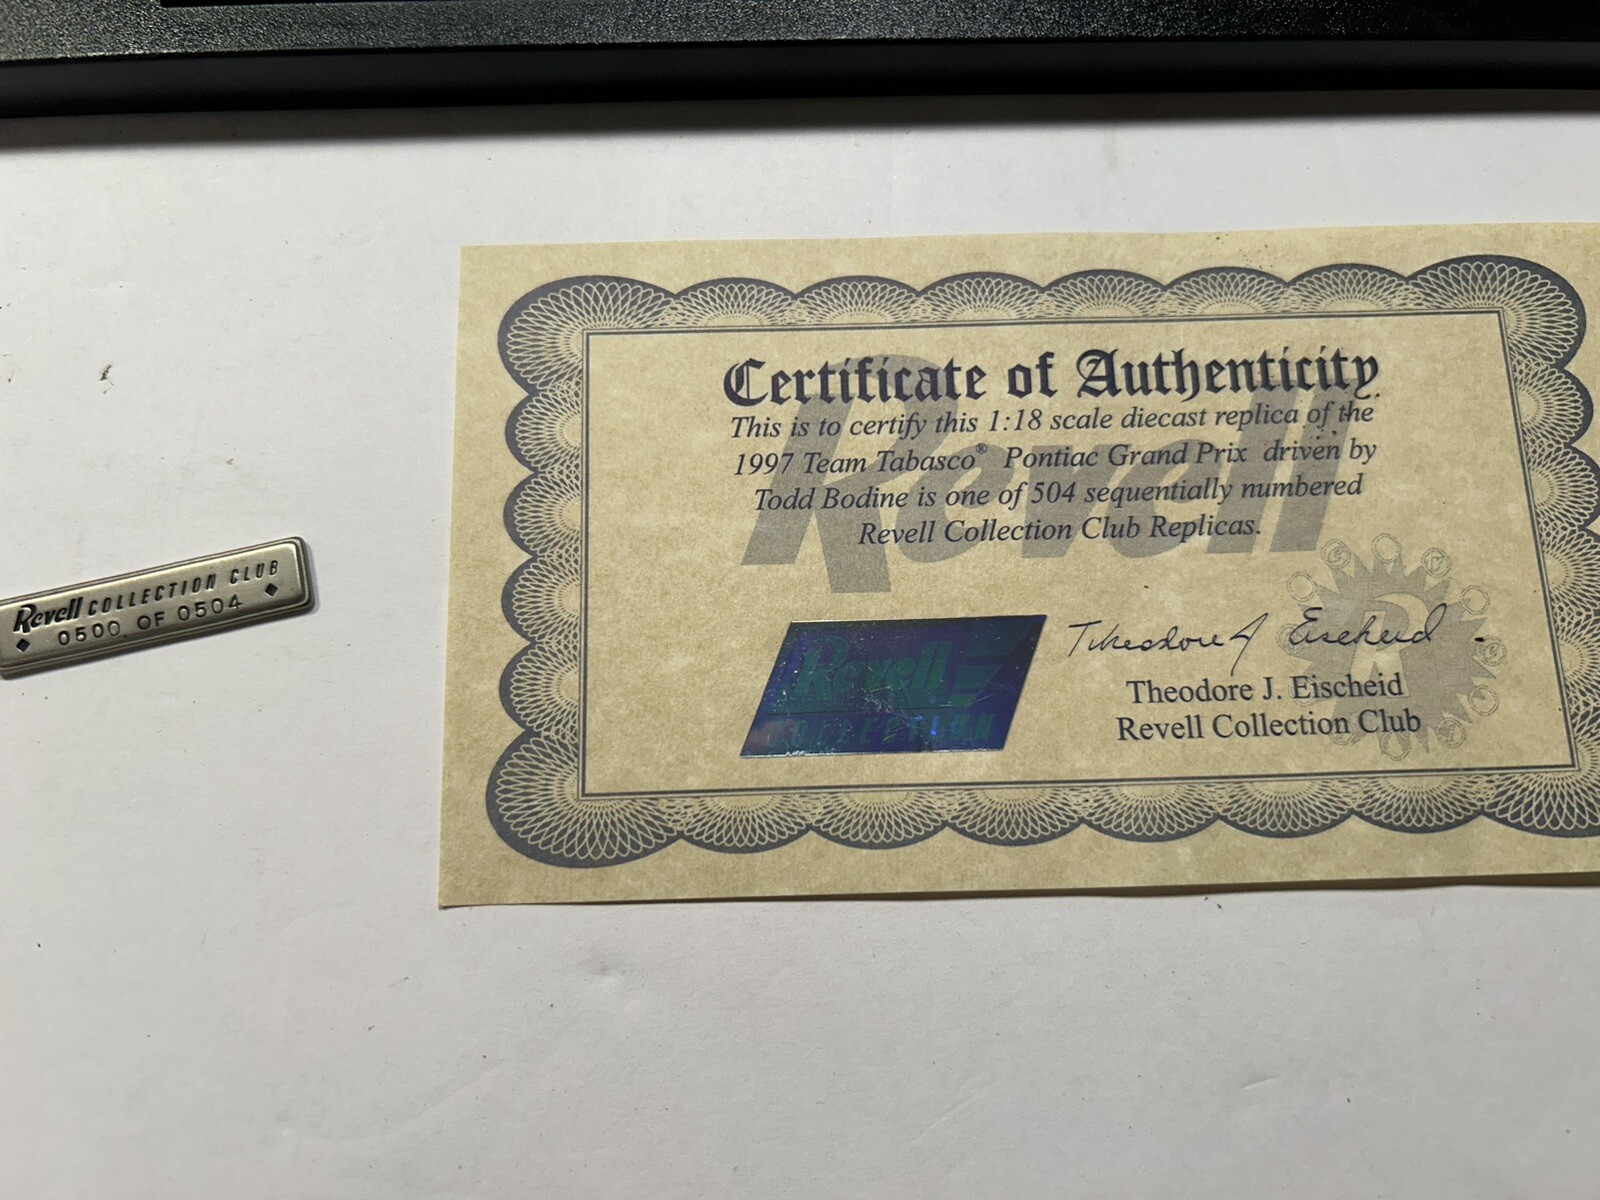 Revell COLLECTION CLUB
0500 OF 0504
Certificate of Authenticity
This is to certify this 1:18 scale diecast replica of the
1997 Team Tabasco® Pontiac Grand Prix driven by
Todd Bodine is one of 504 sequentially numbered
Revell Collection Club Replicas.
Revell
Revell
COLLECTION
Theodore J Eischeid
Theodore J. Eischeid
Revell Collection Club